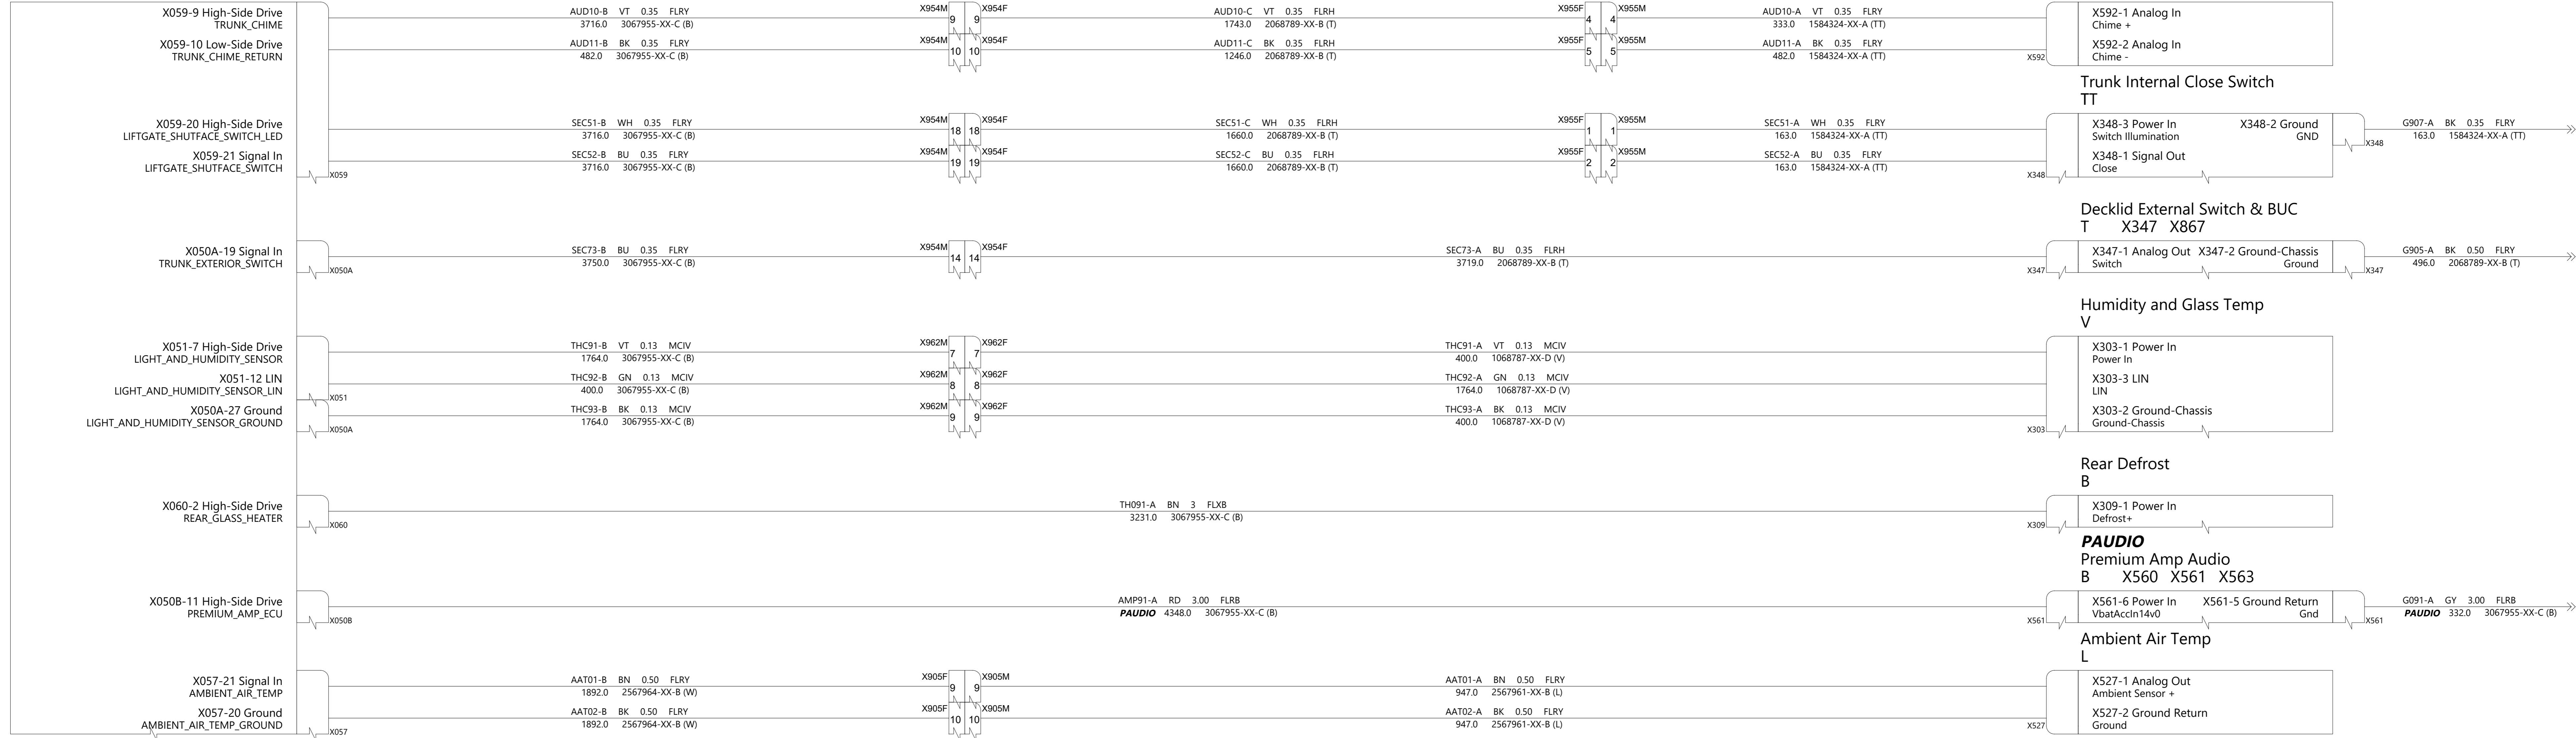 X059-9 High-Side Drive
TRUNK_CHIME
AUD10-B VT 0.35 FLRY
3716.0 3067955-XX-C (B)
X954M 9 9 X954F
AUD10-C VT 0.35 FLRH
1743.0 2068789-XX-B (T)
X955F 4 4 X955M
AUD10-A VT 0.35 FLRY
333.0 1584324-XX-A (TT)
X592-1 Analog In
Chime +
X059-10 Low-Side Drive
TRUNK_CHIME_RETURN
AUD11-B BK 0.35 FLRY
482.0 3067955-XX-C (B)
X954M 10 10 X954F
AUD11-C BK 0.35 FLRH
1246.0 2068789-XX-B (T)
X955F 5 5 X955M
AUD11-A BK 0.35 FLRY
482.0 1584324-XX-A (TT)
X592
X592-2 Analog In
Chime -
Trunk Internal Close Switch
TT
X059-20 High-Side Drive
LIFTGATE_SHUTFACE_SWITCH_LED
SEC51-B WH 0.35 FLRY
3716.0 3067955-XX-C (B)
X954M 18 18 X954F
SEC51-C WH 0.35 FLRH
1660.0 2068789-XX-B (T)
X955F 1 1 X955M
SEC51-A WH 0.35 FLRY
163.0 1584324-XX-A (TT)
X348-3 Power In X348-2 Ground
Switch Illumination GND
X348
G907-A BK 0.35 FLRY
163.0 1584324-XX-A (TT)
X059-21 Signal In
LIFTGATE_SHUTFACE_SWITCH
X059
SEC52-B BU 0.35 FLRY
3716.0 3067955-XX-C (B)
X954M 19 19 X954F
SEC52-C BU 0.35 FLRH
1660.0 2068789-XX-B (T)
X955F 2 2 X955M
SEC52-A BU 0.35 FLRY
163.0 1584324-XX-A (TT)
X348
X348-1 Signal Out
Close
Decklid External Switch & BUC
T X347 X867
X050A-19 Signal In
TRUNK_EXTERIOR_SWITCH
X050A
SEC73-B BU 0.35 FLRY
3750.0 3067955-XX-C (B)
X954M 14 14 X954F
SEC73-A BU 0.35 FLRH
3719.0 2068789-XX-B (T)
X347
X347-1 Analog Out X347-2 Ground-Chassis
Switch Ground
X347
G905-A BK 0.50 FLRY
496.0 2068789-XX-B (T)
Humidity and Glass Temp
V
X051-7 High-Side Drive
LIGHT_AND_HUMIDITY_SENSOR
THC91-B VT 0.13 MCIV
1764.0 3067955-XX-C (B)
X962M 7 7 X962F
THC91-A VT 0.13 MCIV
400.0 1068787-XX-D (V)
X303-1 Power In
Power In
X051-12 LIN
LIGHT_AND_HUMIDITY_SENSOR_LIN
X051
THC92-B GN 0.13 MCIV
400.0 3067955-XX-C (B)
X962M 8 8 X962F
THC92-A GN 0.13 MCIV
1764.0 1068787-XX-D (V)
X303-3 LIN
LIN
X050A-27 Ground
LIGHT_AND_HUMIDITY_SENSOR_GROUND
X050A
THC93-B BK 0.13 MCIV
1764.0 3067955-XX-C (B)
X962M 9 9 X962F
THC93-A BK 0.13 MCIV
400.0 1068787-XX-D (V)
X303
X303-2 Ground-Chassis
Ground-Chassis
Rear Defrost
B
X060-2 High-Side Drive
REAR_GLASS_HEATER
X060
TH091-A BN 3 FLXB
3231.0 3067955-XX-C (B)
X309
X309-1 Power In
Defrost+
PAUDIO
Premium Amp Audio
B X560 X561 X563
X050B-11 High-Side Drive
PREMIUM_AMP_ECU
X050B
AMP91-A RD 3.00 FLRB
PAUDIO 4348.0 3067955-XX-C (B)
X561
X561-6 Power In X561-5 Ground Return
VbatAccIn14v0 Gnd
X561
G091-A GY 3.00 FLRB
PAUDIO 332.0 3067955-XX-C (B)
Ambient Air Temp
L
X057-21 Signal In
AMBIENT_AIR_TEMP
AAT01-B BN 0.50 FLRY
1892.0 2567964-XX-B (W)
X905F 9 9 X905M
AAT01-A BN 0.50 FLRY
947.0 2567961-XX-B (L)
X527-1 Analog Out
Ambient Sensor +
X057-20 Ground
AMBIENT_AIR_TEMP_GROUND
X057
AAT02-B BK 0.50 FLRY
1892.0 2567964-XX-B (W)
X905F 10 10 X905M
AAT02-A BK 0.50 FLRY
947.0 2567961-XX-B (L)
X527
X527-2 Ground Return
Ground